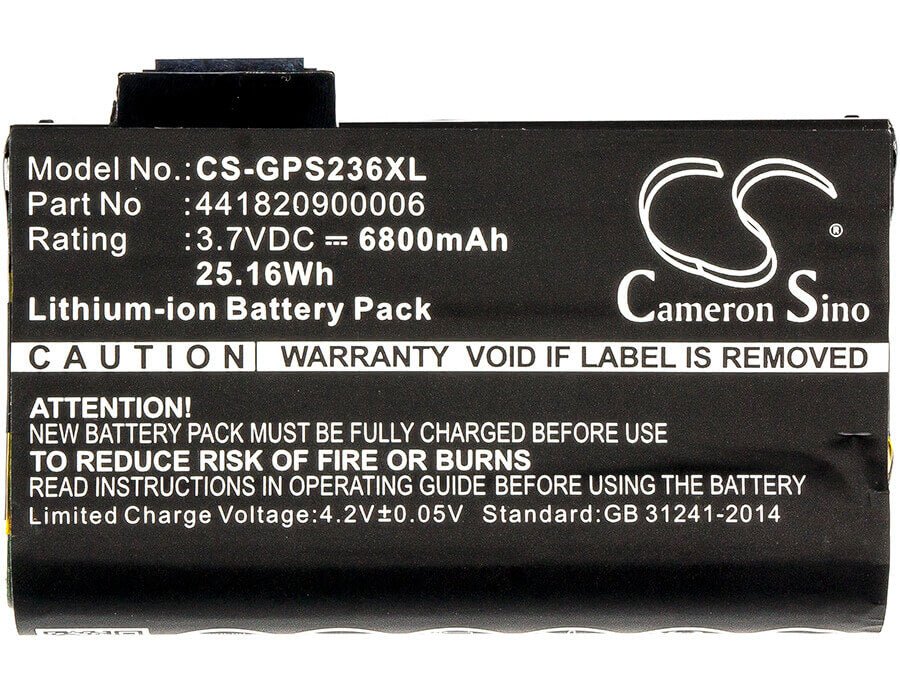 Model No.: CS-GPS236XL
Part No :441820900006
Rating :3.7VDC ⎓ 6800mAh
25.16Wh
Lithium-ion Battery Pack
CS ®
Cameron Sino
CAUTION WARRANTY VOID IF LABEL IS REMOVED
ATTENTION!
NEW BATTERY PACK MUST BE FULLY CHARGED BEFORE USE
TO REDUCE RISK OF FIRE OR BURNS
READ INSTRUCTIONS IN OPERATING GUIDE BEFORE USING THE BATTERY
Limited Charge Voltage:4.2V±0.05V Standard:GB 31241-2014